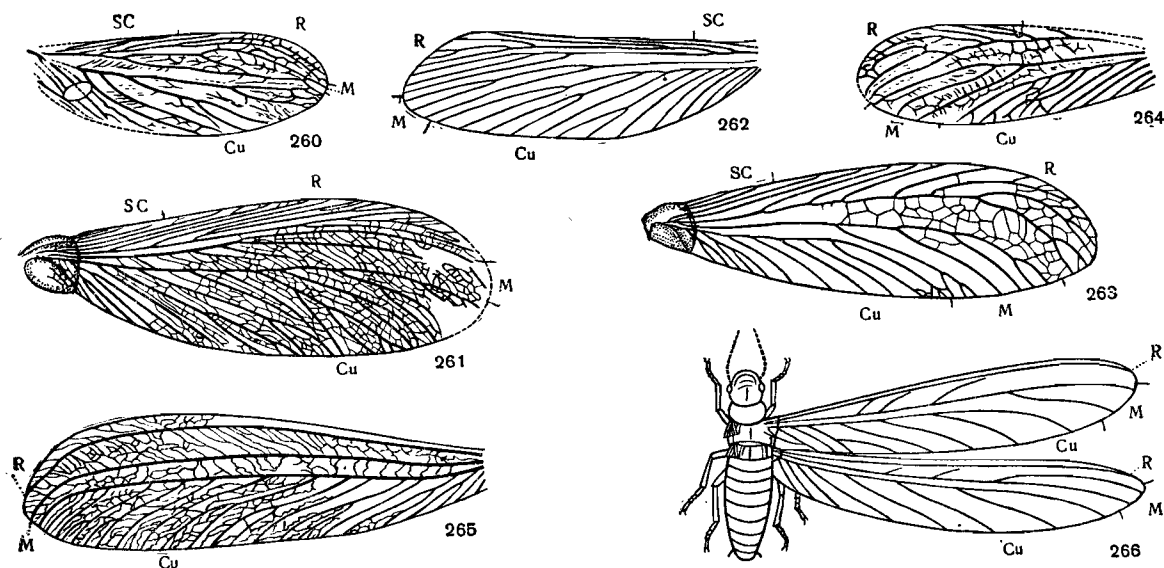 SC R
M
Cu 260
R SC
M
Cu 262
M Cu 264
SC R
M
Cu 261
SC R
Cu M 263
R
M
Cu 265
R
M
Cu
R
M
Cu 266